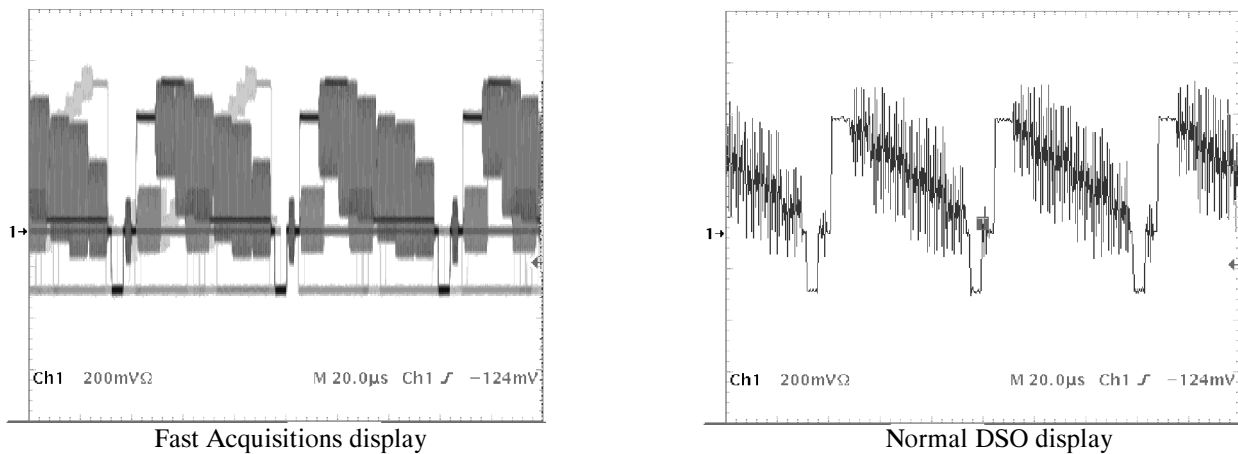 1→
Ch1 200mVΩ M 20.0µs Ch1 ƒ −124mV
Fast Acquisitions display
T
1→
Ch1 200mVΩ M 20.0µs Ch1 ƒ −124mV
Normal DSO display